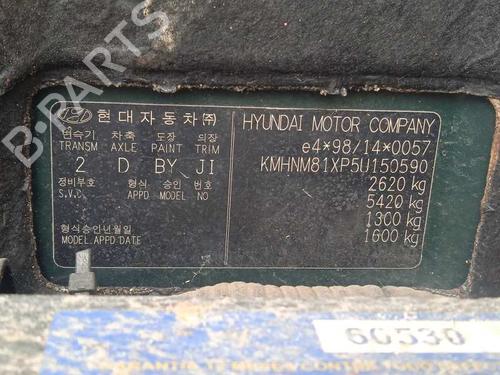 B-PARTS
현대자동차㈜
변속기 차축 도장 의장
TRANSM AXLE PAINT TRIM
2 D BY JI
정비부호 형식 승인 번호
S.V.C. APPD MODEL NO
형식승인년월일
MODEL APPD DATE
HYUNDAI MOTOR COMPANY
e4*98/14*0057
KMHNM81XP5U150590
2620 kg
5420 kg
1300 kg
1600 kg
60530